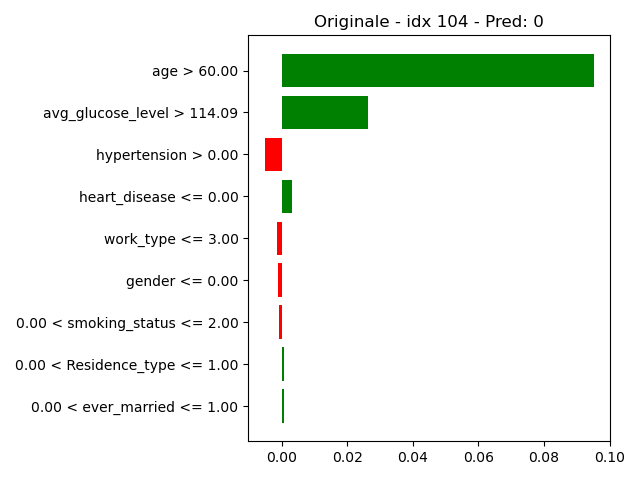 Originale - idx 104 - Pred: 0
age > 60.00
avg_glucose_level > 114.09
hypertension > 0.00
heart_disease <= 0.00
work_type <= 3.00
gender <= 0.00
0.00 < smoking_status <= 2.00
0.00 < Residence_type <= 1.00
0.00 < ever_married <= 1.00
0.00 0.02 0.04 0.06 0.08 0.10